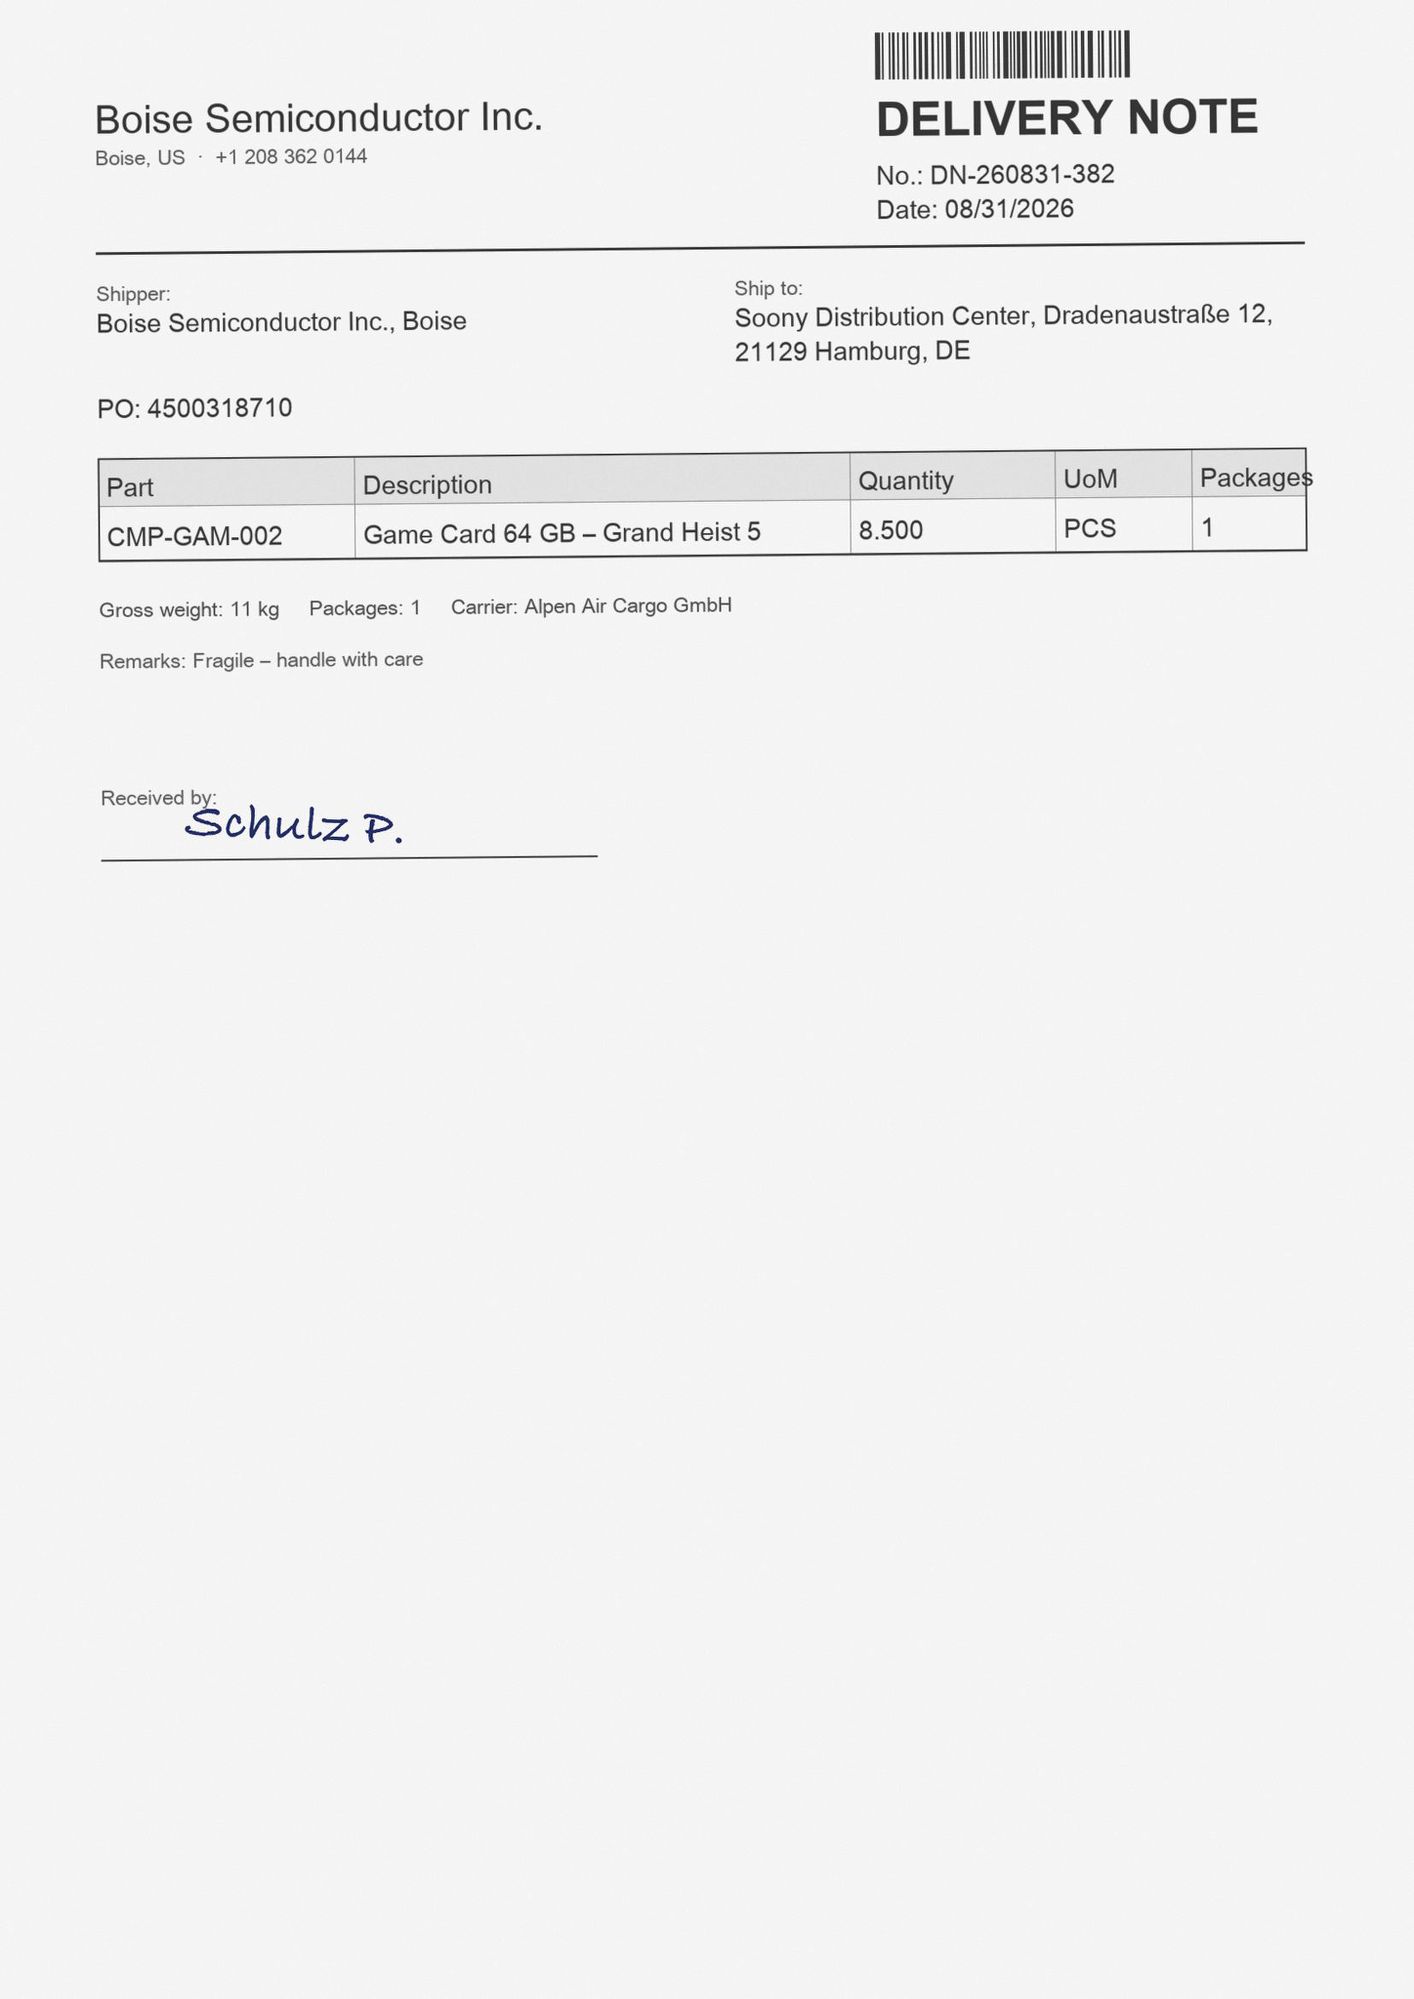 Boise Semiconductor Inc.
Boise, US · +1 208 362 0144
DELIVERY NOTE
No.: DN-260831-382
Date: 08/31/2026
Shipper:
Boise Semiconductor Inc., Boise
Ship to:
Soony Distribution Center, Dradenaustraße 12,
21129 Hamburg, DE
PO: 4500318710
Part Description Quantity UoM Packages
CMP-GAM-002 Game Card 64 GB – Grand Heist 5 8.500 PCS 1
Gross weight: 11 kg Packages: 1 Carrier: Alpen Air Cargo GmbH
Remarks: Fragile – handle with care
Received by:
Schulz P.